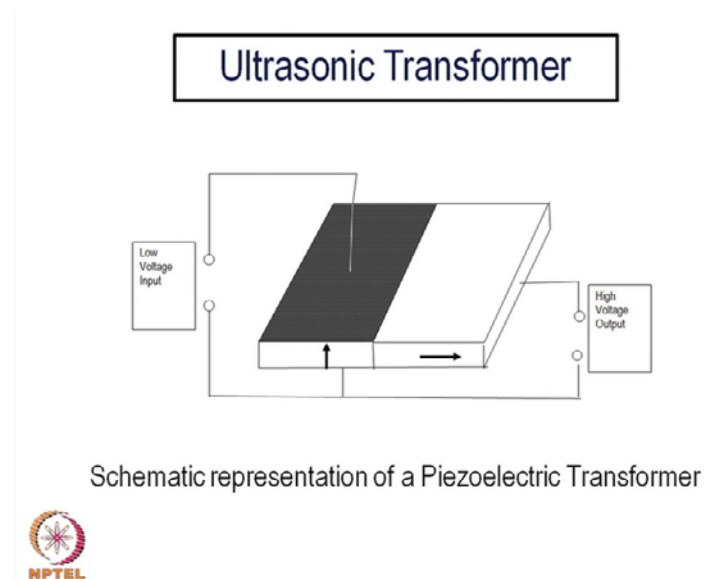 Ultrasonic Transformer
Low
Voltage
Input
High
Voltage
Output
Schematic representation of a Piezoelectric Transformer
NPTEL